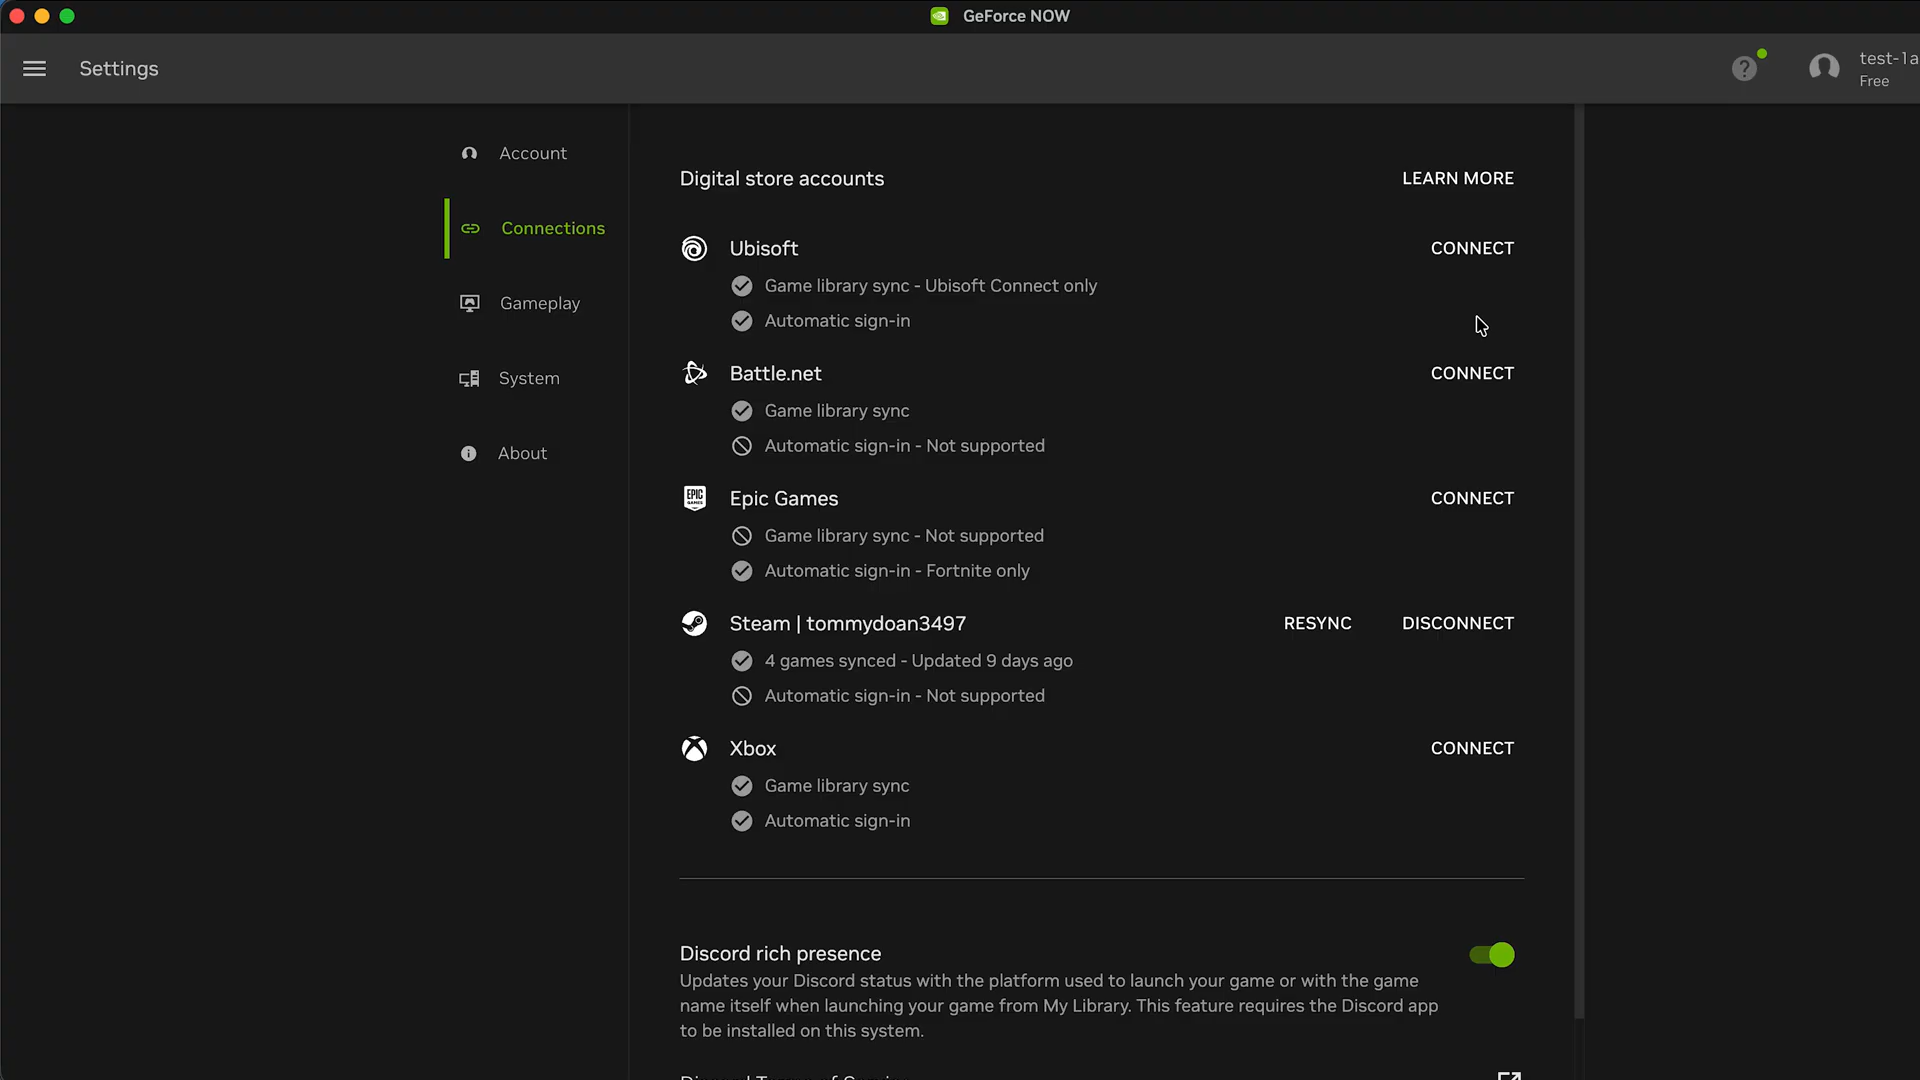 GeForce NOW
Settings
test-1a
Free
Account
Connections
Gameplay
System
About
Digital store accounts
LEARN MORE
Ubisoft
CONNECT
Game library sync - Ubisoft Connect only
Automatic sign-in
Battle.net
CONNECT
Game library sync
Automatic sign-in - Not supported
EPIC GAMES
Epic Games
CONNECT
Game library sync - Not supported
Automatic sign-in - Fortnite only
Steam | tommydoan3497
RESYNC
DISCONNECT
4 games synced - Updated 9 days ago
Automatic sign-in - Not supported
Xbox
CONNECT
Game library sync
Automatic sign-in
Discord rich presence
Updates your Discord status with the platform used to launch your game or with the game
name itself when launching your game from My Library. This feature requires the Discord app
to be installed on this system.